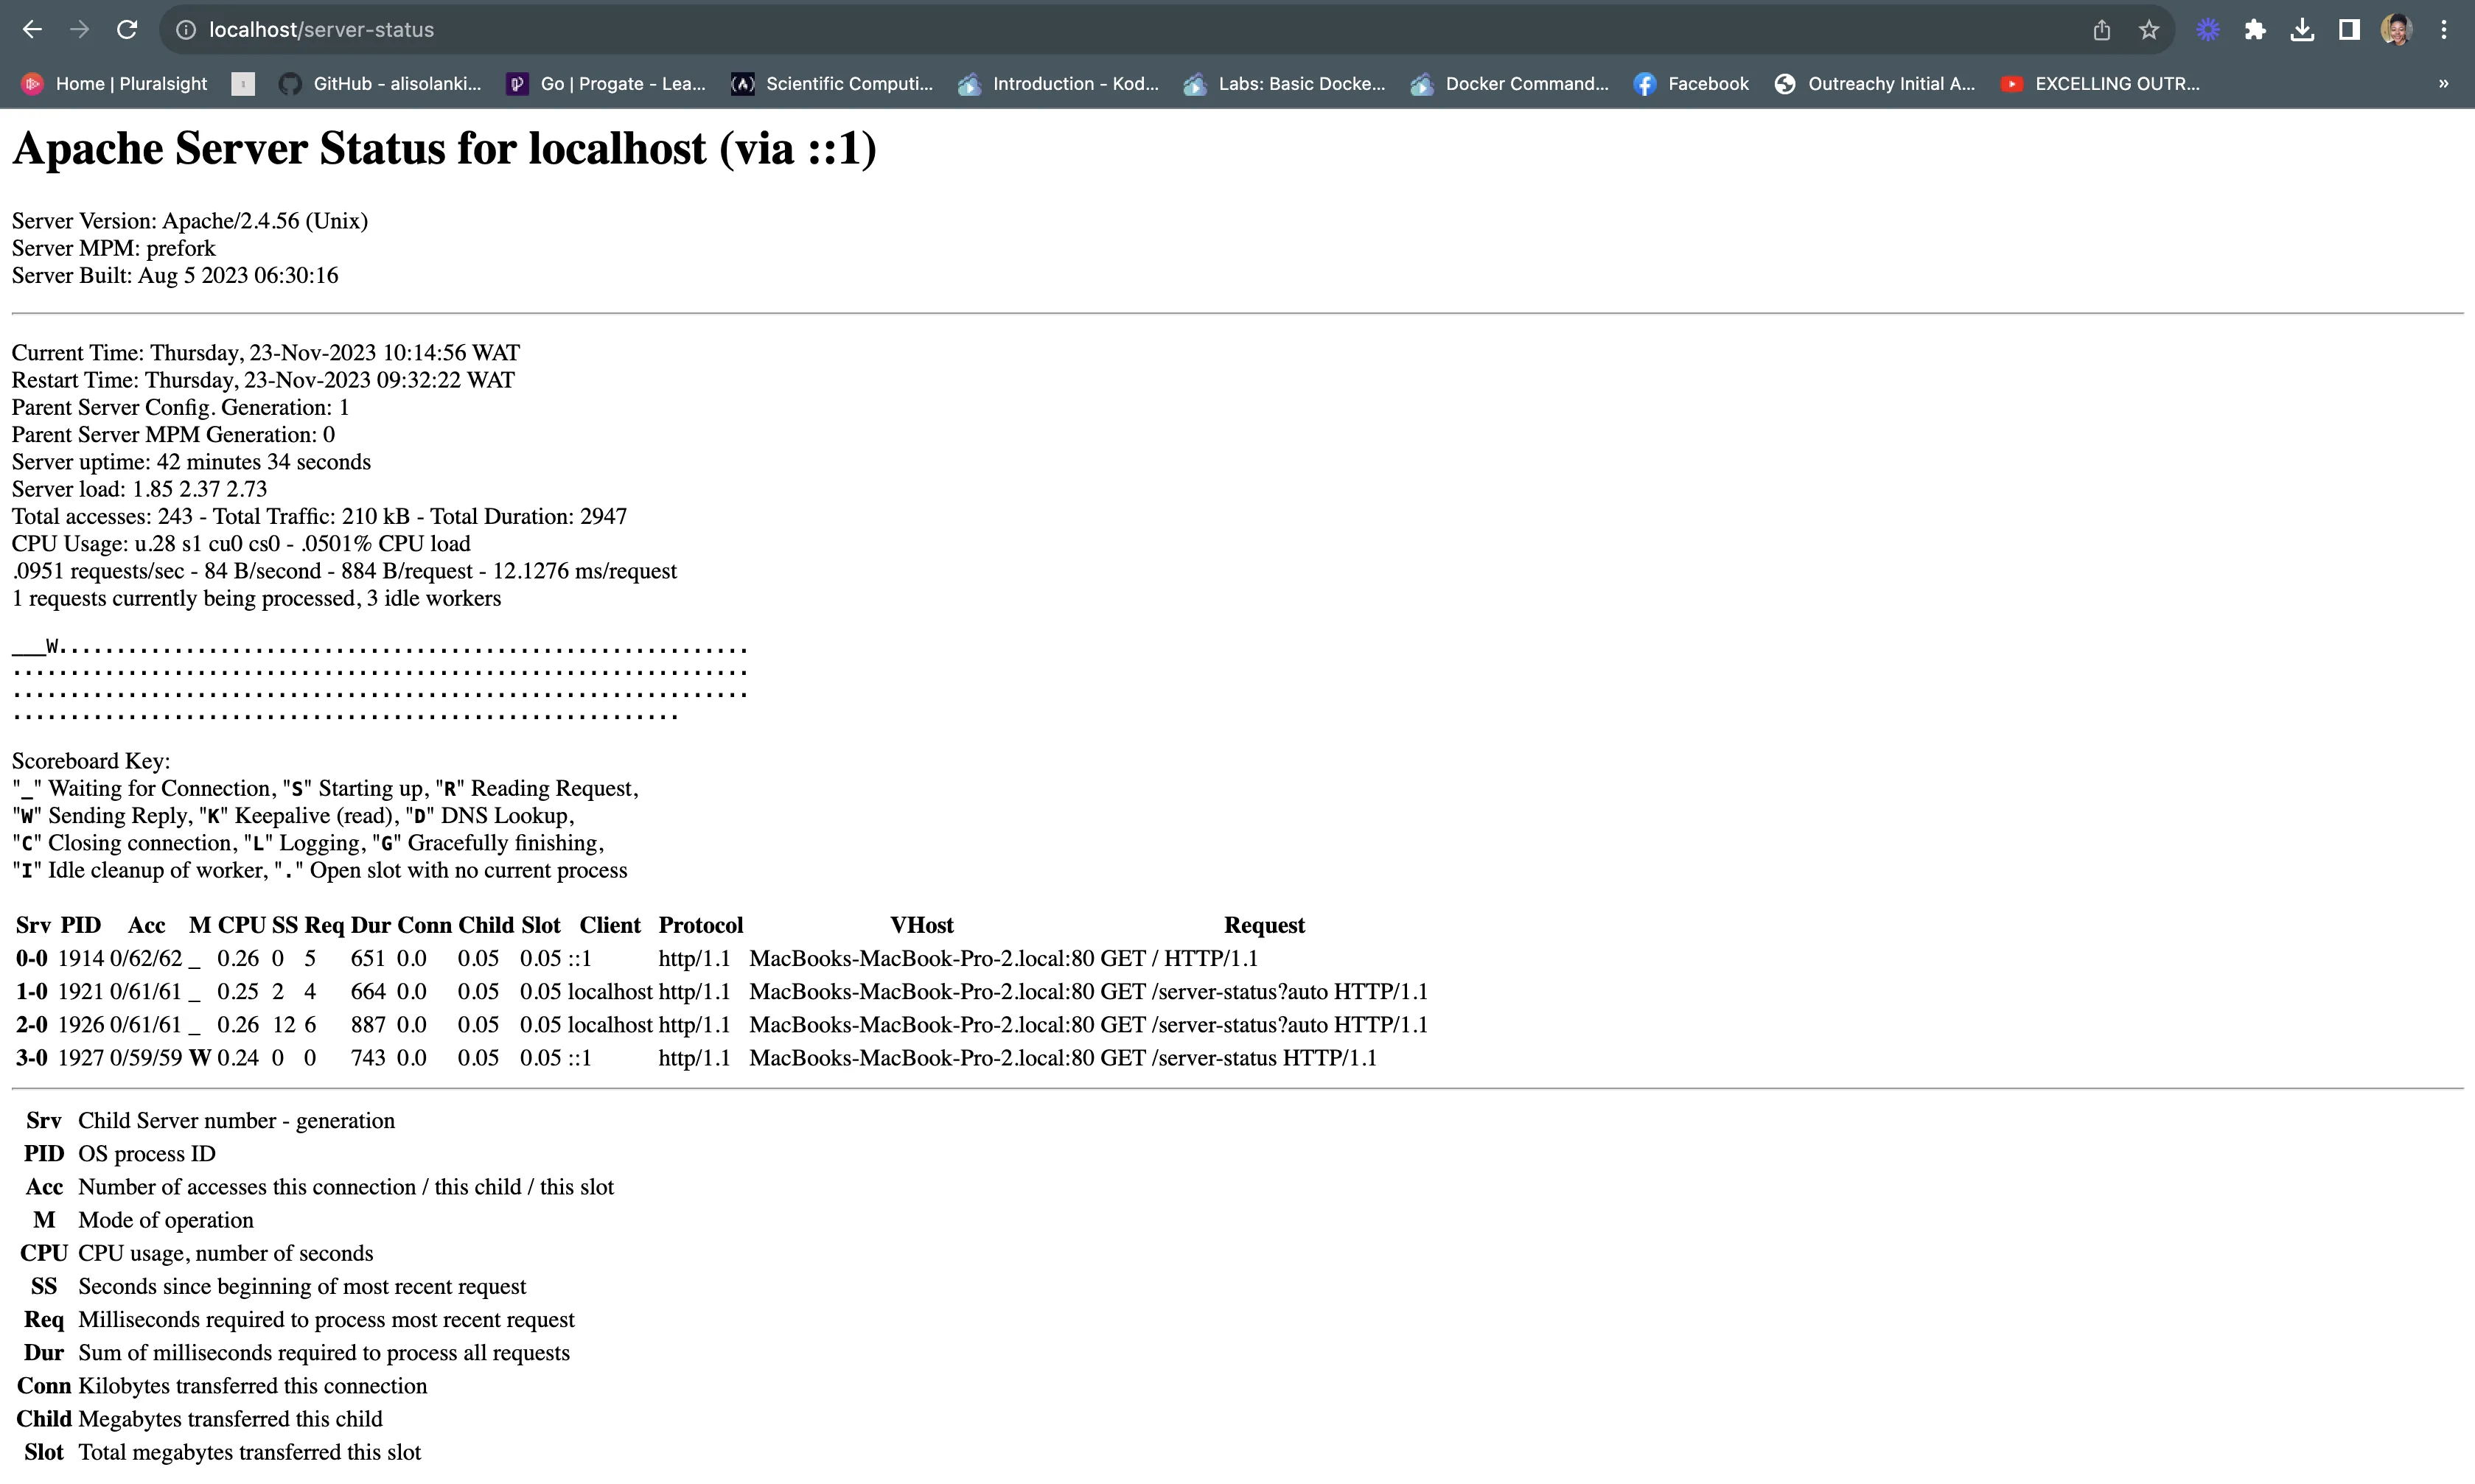 localhost/server-status
Home | Pluralsight GitHub - alisolanki... Go | Progate - Lea... Scientific Computi... Introduction - Kod... Labs: Basic Docke... Docker Command... Facebook Outreachy Initial A... EXCELLING OUTR... »
Apache Server Status for localhost (via ::1)
Server Version: Apache/2.4.56 (Unix)
Server MPM: prefork
Server Built: Aug 5 2023 06:30:16
Current Time: Thursday, 23-Nov-2023 10:14:56 WAT
Restart Time: Thursday, 23-Nov-2023 09:32:22 WAT
Parent Server Config. Generation: 1
Parent Server MPM Generation: 0
Server uptime: 42 minutes 34 seconds
Server load: 1.85 2.37 2.73
Total accesses: 243 - Total Traffic: 210 kB - Total Duration: 2947
CPU Usage: u.28 s1 cu0 cs0 - .0501% CPU load
.0951 requests/sec - 84 B/second - 884 B/request - 12.1276 ms/request
1 requests currently being processed, 3 idle workers
___W............................................................
................................................................
................................................................
..........................................................
Scoreboard Key:
"_" Waiting for Connection, "S" Starting up, "R" Reading Request,
"W" Sending Reply, "K" Keepalive (read), "D" DNS Lookup,
"C" Closing connection, "L" Logging, "G" Gracefully finishing,
"I" Idle cleanup of worker, "." Open slot with no current process
Srv PID Acc M CPU SS Req Dur Conn Child Slot Client Protocol VHost Request
0-0 1914 0/62/62 _ 0.26 0 5 651 0.0 0.05 0.05 ::1 http/1.1 MacBooks-MacBook-Pro-2.local:80 GET / HTTP/1.1
1-0 1921 0/61/61 _ 0.25 2 4 664 0.0 0.05 0.05 localhost http/1.1 MacBooks-MacBook-Pro-2.local:80 GET /server-status?auto HTTP/1.1
2-0 1926 0/61/61 _ 0.26 12 6 887 0.0 0.05 0.05 localhost http/1.1 MacBooks-MacBook-Pro-2.local:80 GET /server-status?auto HTTP/1.1
3-0 1927 0/59/59 W 0.24 0 0 743 0.0 0.05 0.05 ::1 http/1.1 MacBooks-MacBook-Pro-2.local:80 GET /server-status HTTP/1.1
Srv Child Server number - generation
PID OS process ID
Acc Number of accesses this connection / this child / this slot
M Mode of operation
CPU CPU usage, number of seconds
SS Seconds since beginning of most recent request
Req Milliseconds required to process most recent request
Dur Sum of milliseconds required to process all requests
Conn Kilobytes transferred this connection
Child Megabytes transferred this child
Slot Total megabytes transferred this slot